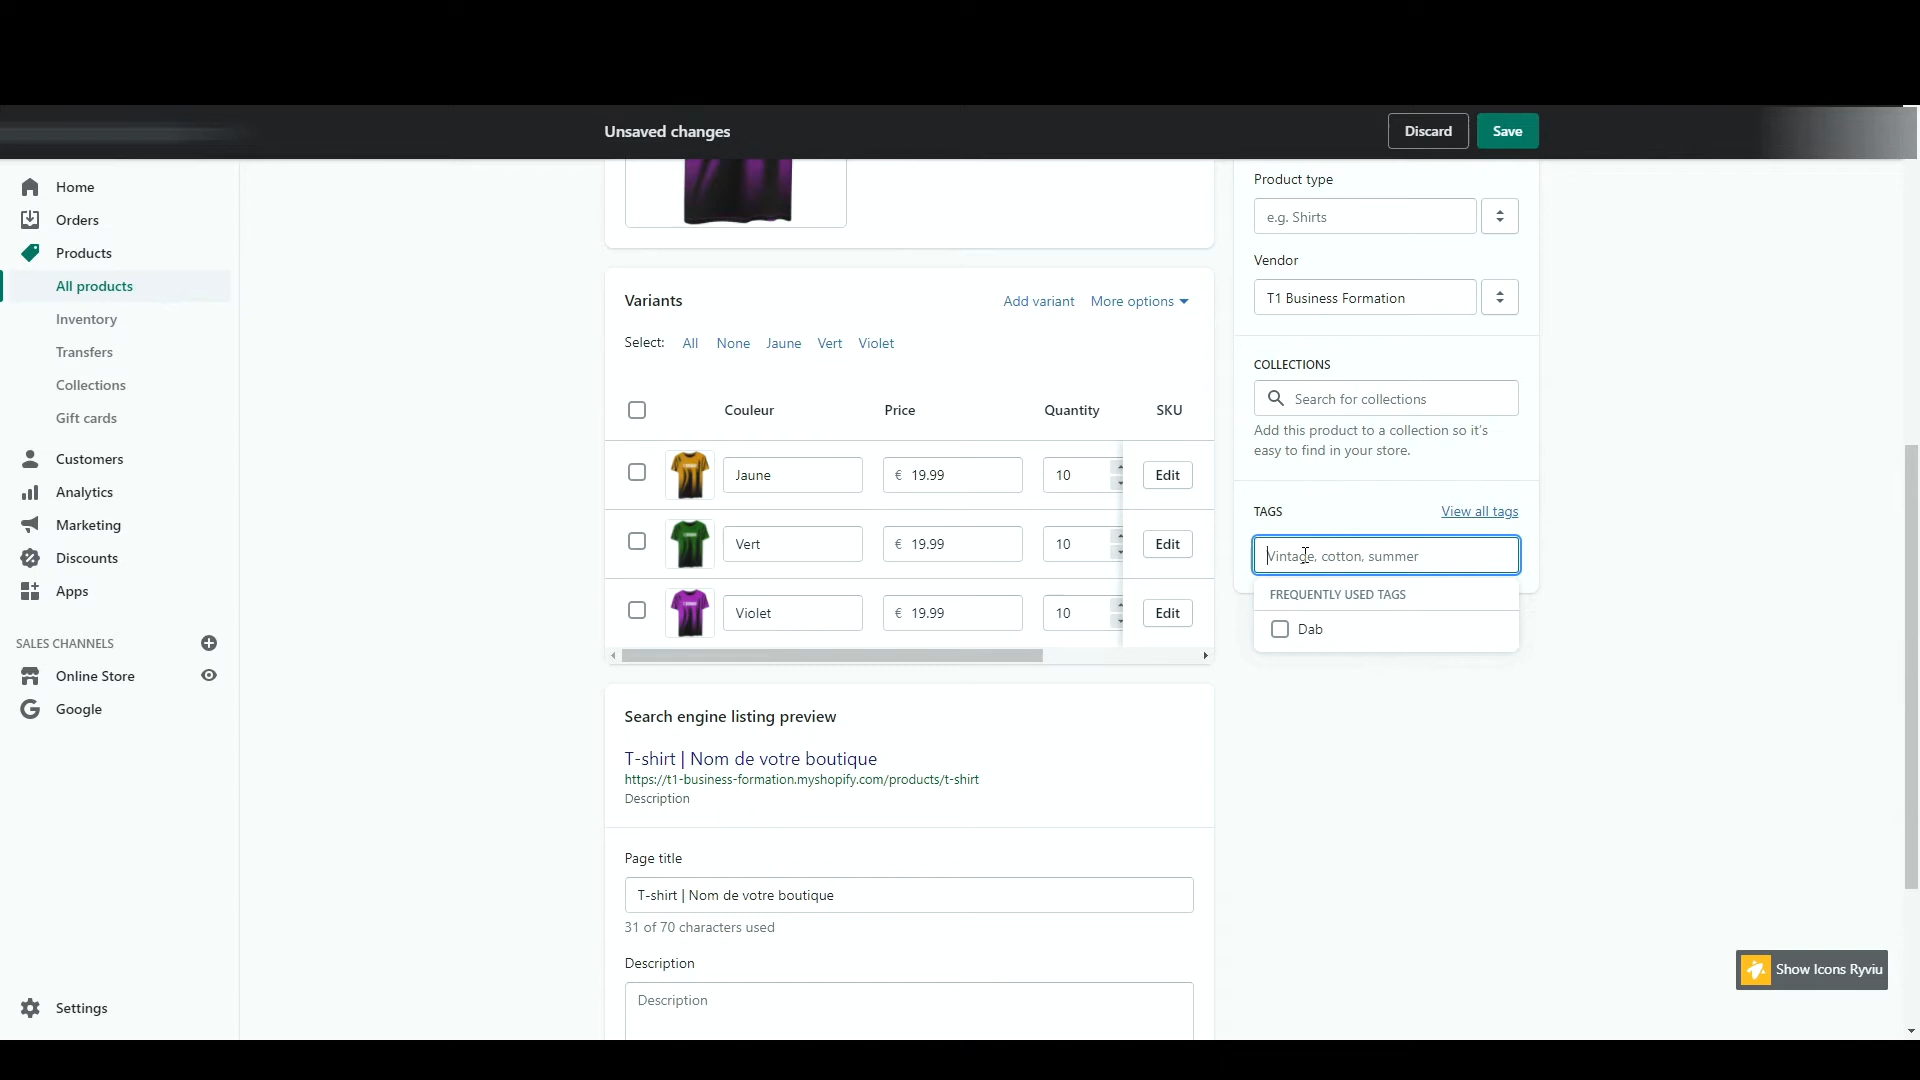 Unsaved changes
Discard
Save
Home
Orders
Products
All products
Inventory
Transfers
Collections
Gift cards
Customers
Analytics
Marketing
Discounts
Apps
SALES CHANNELS
Online Store
Google
Settings
Variants
Add variant
More options
Select: All None Jaune Vert Violet
Couleur Price Quantity SKU
Jaune € 19.99 10 Edit
Vert € 19.99 10 Edit
Violet € 19.99 10 Edit
Search engine listing preview
T-shirt | Nom de votre boutique
https://t1-business-formation.myshopify.com/products/t-shirt
Description
Page title
T-shirt | Nom de votre boutique
31 of 70 characters used
Description
Description
Product type
e.g. Shirts
Vendor
T1 Business Formation
COLLECTIONS
Search for collections
Add this product to a collection so it's
easy to find in your store.
TAGS
View all tags
Vintage, cotton, summer
FREQUENTLY USED TAGS
Dab
Show Icons Ryviu